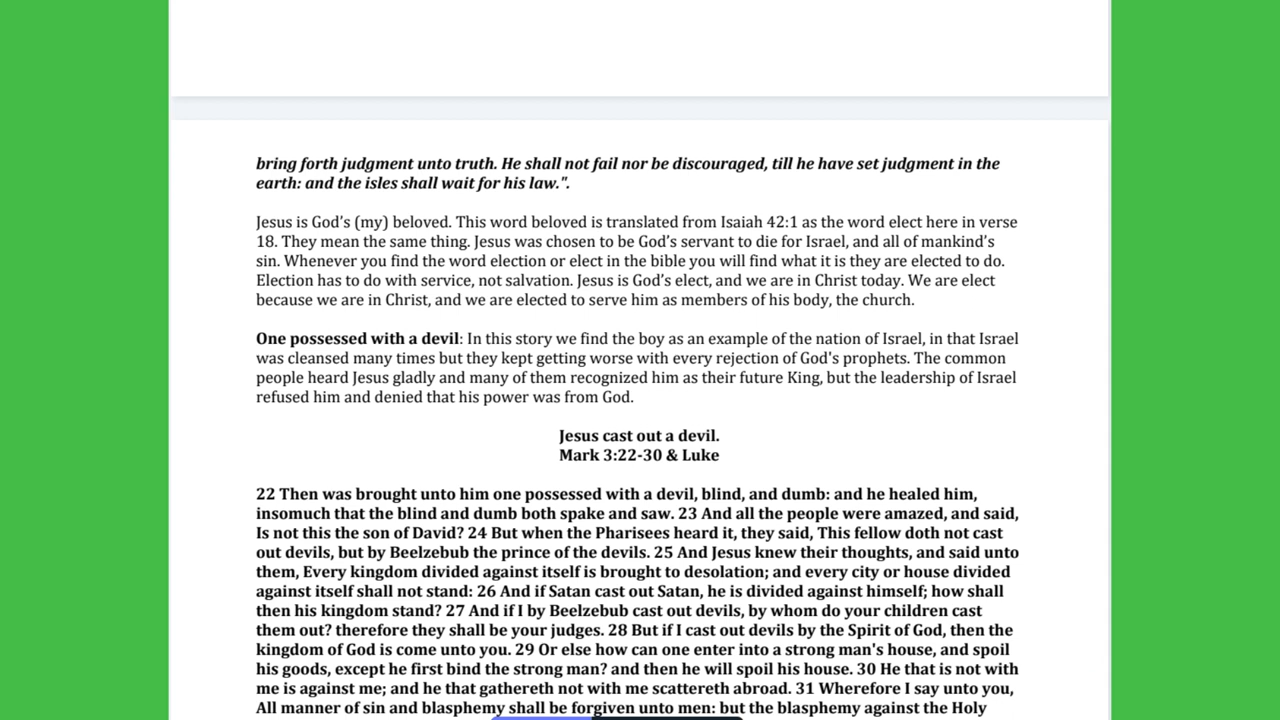 bring forth judgment unto truth. He shall not fail nor be discouraged, till he have set judgment in the
earth: and the isles shall wait for his law.".
Jesus is God's (my) beloved. This word beloved is translated from Isaiah 42:1 as the word elect here in verse
18. They mean the same thing. Jesus was chosen to be God's servant to die for Israel, and all of mankind's
sin. Whenever you find the word election or elect in the bible you will find what it is they are elected to do.
Election has to do with service, not salvation. Jesus is God's elect, and we are in Christ today. We are elect
because we are in Christ, and we are elected to serve him as members of his body, the church.
One possessed with a devil: In this story we find the boy as an example of the nation of Israel, in that Israel
was cleansed many times but they kept getting worse with every rejection of God's prophets. The common
people heard Jesus gladly and many of them recognized him as their future King, but the leadership of Israel
refused him and denied that his power was from God.
Jesus cast out a devil.
Mark 3:22-30 & Luke
22 Then was brought unto him one possessed with a devil, blind, and dumb: and he healed him,
insomuch that the blind and dumb both spake and saw. 23 And all the people were amazed, and said,
Is not this the son of David? 24 But when the Pharisees heard it, they said, This fellow doth not cast
out devils, but by Beelzebub the prince of the devils. 25 And Jesus knew their thoughts, and said unto
them, Every kingdom divided against itself is brought to desolation; and every city or house divided
against itself shall not stand: 26 And if Satan cast out Satan, he is divided against himself; how shall
then his kingdom stand? 27 And if I by Beelzebub cast out devils, by whom do your children cast
them out? therefore they shall be your judges. 28 But if I cast out devils by the Spirit of God, then the
kingdom of God is come unto you. 29 Or else how can one enter into a strong man's house, and spoil
his goods, except he first bind the strong man? and then he will spoil his house. 30 He that is not with
me is against me; and he that gathereth not with me scattereth abroad. 31 Wherefore I say unto you,
All manner of sin and blasphemy shall be forgiven unto men: but the blasphemy against the Holy